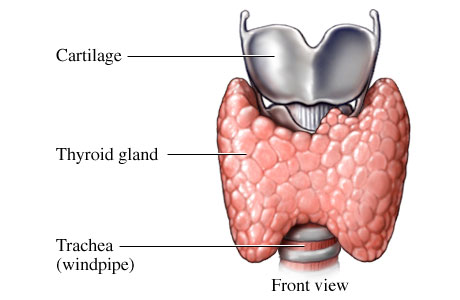 Cartilage
Thyroid gland
Trachea
(windpipe)
Front view